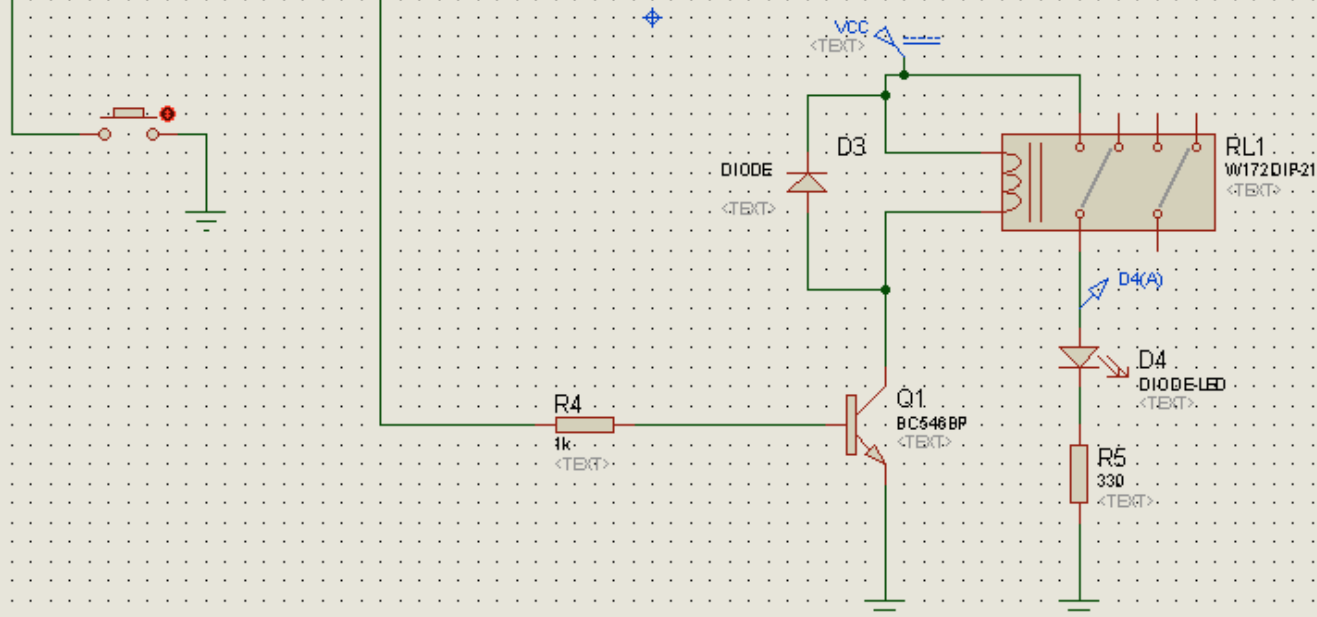 VCC
<TEXT>
D3
DIODE
<TEXT>
RL1
W172DIP-21
<TEXT>
D4(A)
D4
DIODE-LED
<TEXT>
R4
1k
<TEXT>
Q1
BC546BP
<TEXT>
R5
330
<TEXT>